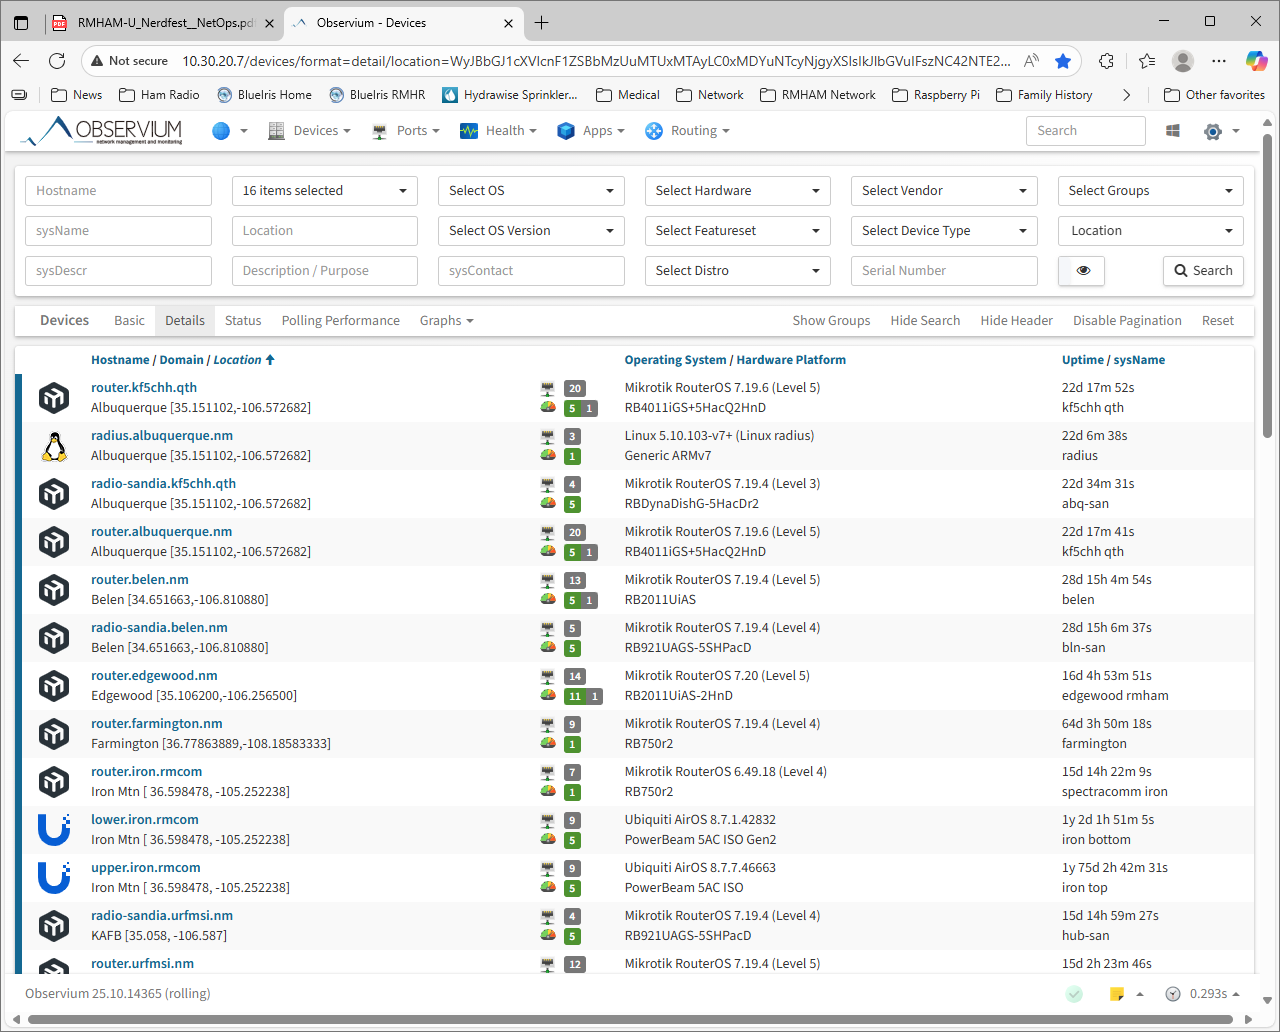 RMHAM-U_Nerdfest__NetOps.pdf
Observium - Devices
Not secure 10.30.20.7/devices/format=detail/location=WyJBbGJ1cXVlcnF1ZSBbMzUuMTUxMTAyLC0xMDYuNTcyNjgyXSIsIkJlbGVuIFszNC42NTE2...
News Ham Radio BlueIris Home BlueIris RMHR Hydrawise Sprinkler... Medical Network RMHAM Network Raspberry Pi Family History Other favorites
OBSERVIUM Devices Ports Health Apps Routing Search
network management and monitoring
Hostname 16 items selected Select OS Select Hardware Select Vendor Select Groups
sysName Location Select OS Version Select Featureset Select Device Type Location
sysDescr Description / Purpose sysContact Select Distro Serial Number Search
Devices Basic Details Status Polling Performance Graphs Show Groups Hide Search Hide Header Disable Pagination Reset
Hostname / Domain / Location Operating System / Hardware Platform Uptime / sysName
router.kf5chh.qth 20 Mikrotik RouterOS 7.19.6 (Level 5) 22d 17m 52s
Albuquerque [35.151102,-106.572682] 5 1 RB4011iGS+5HacQ2HnD kf5chh qth
radius.albuquerque.nm 3 Linux 5.10.103-v7+ (Linux radius) 22d 6m 38s
Albuquerque [35.151102,-106.572682] 1 Generic ARMv7 radius
radio-sandia.kf5chh.qth 4 Mikrotik RouterOS 7.19.4 (Level 3) 22d 34m 31s
Albuquerque [35.151102,-106.572682] 5 RBDynaDishG-5HacDr2 abq-san
router.albuquerque.nm 20 Mikrotik RouterOS 7.19.6 (Level 5) 22d 17m 41s
Albuquerque [35.151102,-106.572682] 5 1 RB4011iGS+5HacQ2HnD kf5chh qth
router.belen.nm 13 Mikrotik RouterOS 7.19.4 (Level 5) 28d 15h 4m 54s
Belen [34.651663,-106.810880] 5 1 RB2011UiAS belen
radio-sandia.belen.nm 5 Mikrotik RouterOS 7.19.4 (Level 4) 28d 15h 6m 37s
Belen [34.651663,-106.810880] 5 RB921UAGS-5SHPacD bln-san
router.edgewood.nm 14 Mikrotik RouterOS 7.20 (Level 5) 16d 4h 53m 51s
Edgewood [35.106200,-106.256500] 11 1 RB2011UiAS-2HnD edgewood rmham
router.farmington.nm 9 Mikrotik RouterOS 7.19.4 (Level 4) 64d 3h 50m 18s
Farmington [36.77863889,-108.18583333] 1 RB750r2 farmington
router.iron.rmcom 7 Mikrotik RouterOS 6.49.18 (Level 4) 15d 14h 22m 9s
Iron Mtn [ 36.598478, -105.252238] 1 RB750r2 spectracomm iron
lower.iron.rmcom 9 Ubiquiti AirOS 8.7.1.42832 1y 2d 1h 51m 5s
Iron Mtn [ 36.598478, -105.252238] 5 PowerBeam 5AC ISO Gen2 iron bottom
upper.iron.rmcom 9 Ubiquiti AirOS 8.7.7.46663 1y 75d 2h 42m 31s
Iron Mtn [ 36.598478, -105.252238] 5 PowerBeam 5AC ISO iron top
radio-sandia.urfmsi.nm 4 Mikrotik RouterOS 7.19.4 (Level 4) 15d 14h 59m 27s
KAFB [35.058, -106.587] 5 RB921UAGS-5SHPacD hub-san
router.urfmsi.nm 12 Mikrotik RouterOS 7.19.4 (Level 5) 15d 2h 23m 46s
Observium 25.10.14365 (rolling) 0.293s